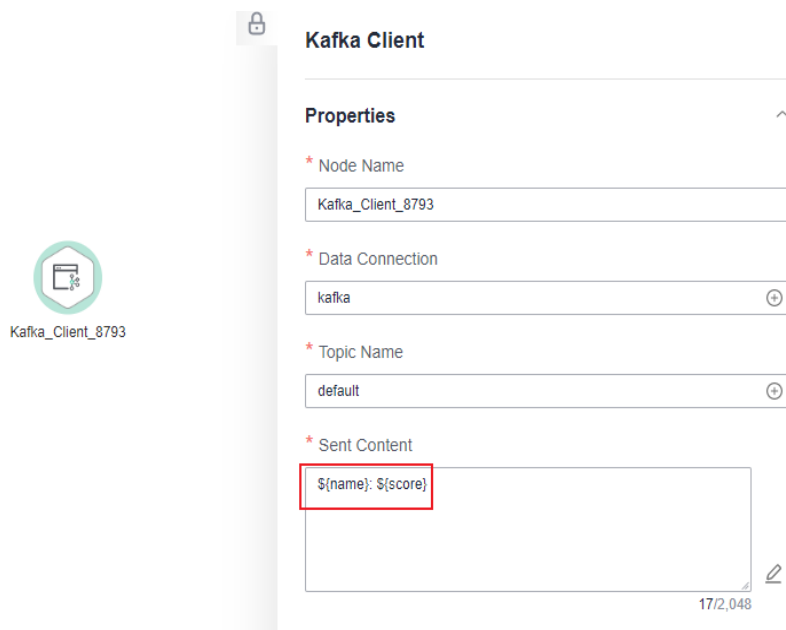 Kafka Client
Properties
* Node Name
Kafka_Client_8793
* Data Connection
kafka
Kafka_Client_8793
* Topic Name
default
* Sent Content
${name}: ${score}
17/2,048